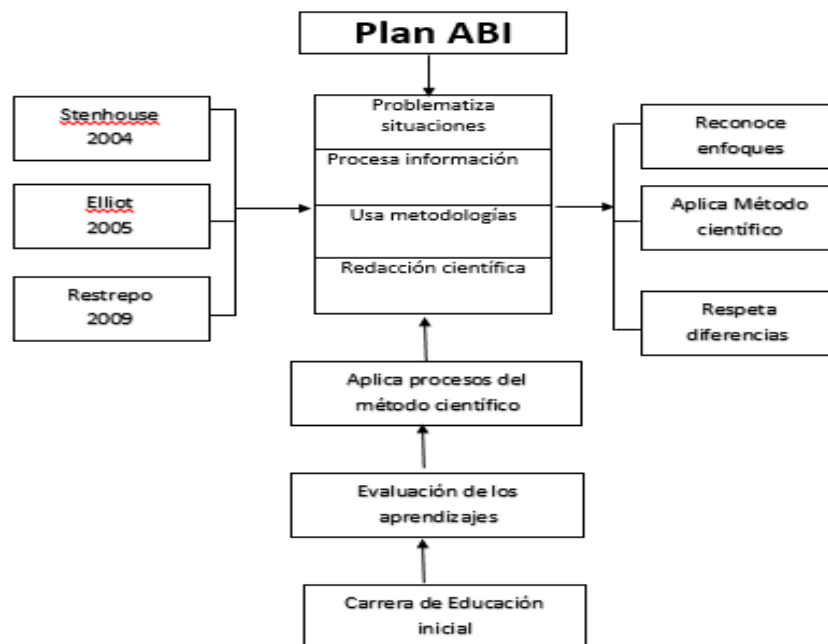 Plan ABI
Stenhouse
2004
Elliot
2005
Restrepo
2009
Problematiza
situaciones
Procesa información
Usa metodologías
Redacción científica
Reconoce
enfoques
Aplica Método
científico
Respeta
diferencias
Aplica procesos del
método científico
Evaluación de los
aprendizajes
Carrera de Educación
inicial